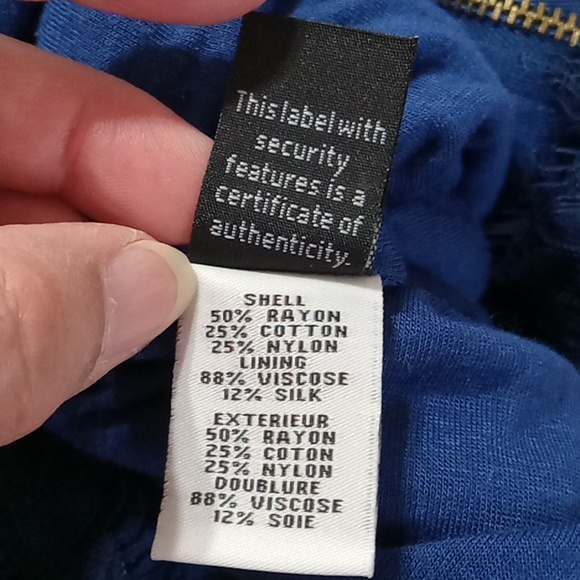 This label with
security
features is a
certificate of
authenticity.
SHELL
50% RAYON
25% COTTON
25% NYLON
LINING
88% VISCOSE
12% SILK
EXTERIEUR
50% RAYON
25% COTON
25% NYLON
DOUBLURE
88% VISCOSE
12% SOIE